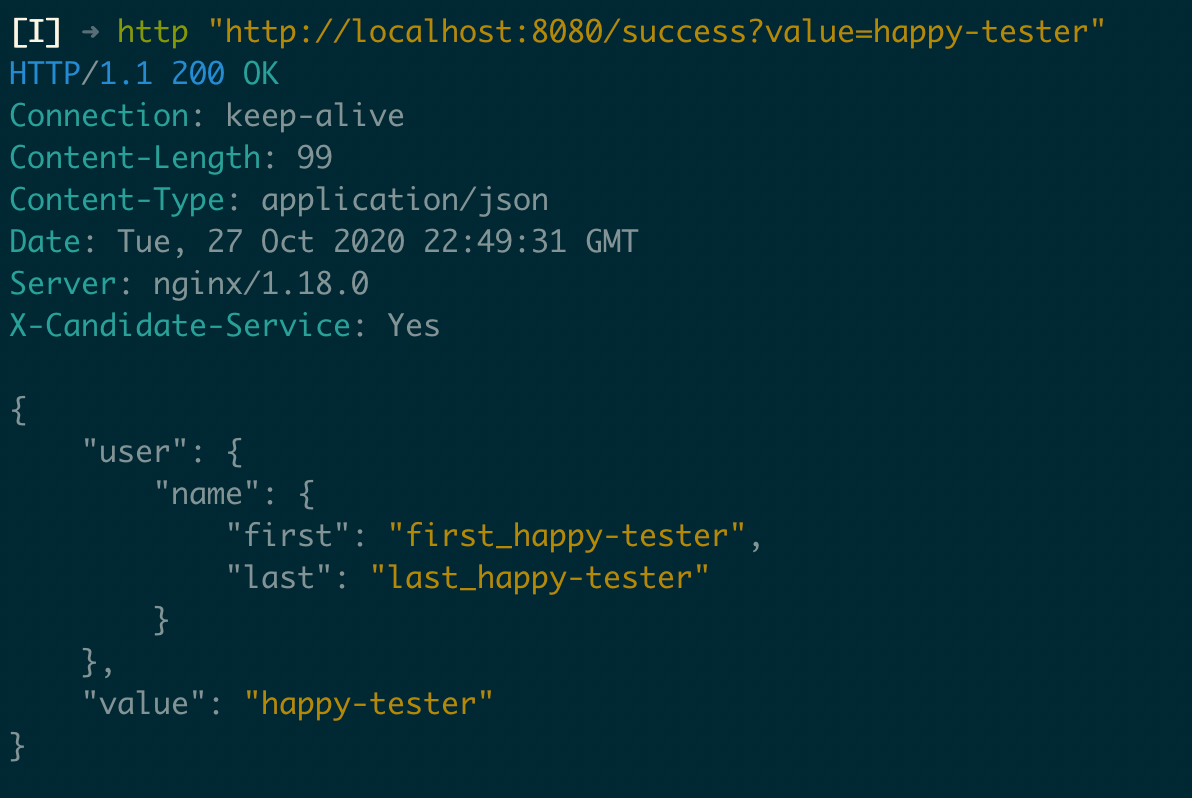 [I] ➜ http "http://localhost:8080/success?value=happy-tester"
HTTP/1.1 200 OK
Connection: keep-alive
Content-Length: 99
Content-Type: application/json
Date: Tue, 27 Oct 2020 22:49:31 GMT
Server: nginx/1.18.0
X-Candidate-Service: Yes

{
    "user": {
        "name": {
            "first": "first_happy-tester",
            "last": "last_happy-tester"
        }
    },
    "value": "happy-tester"
}